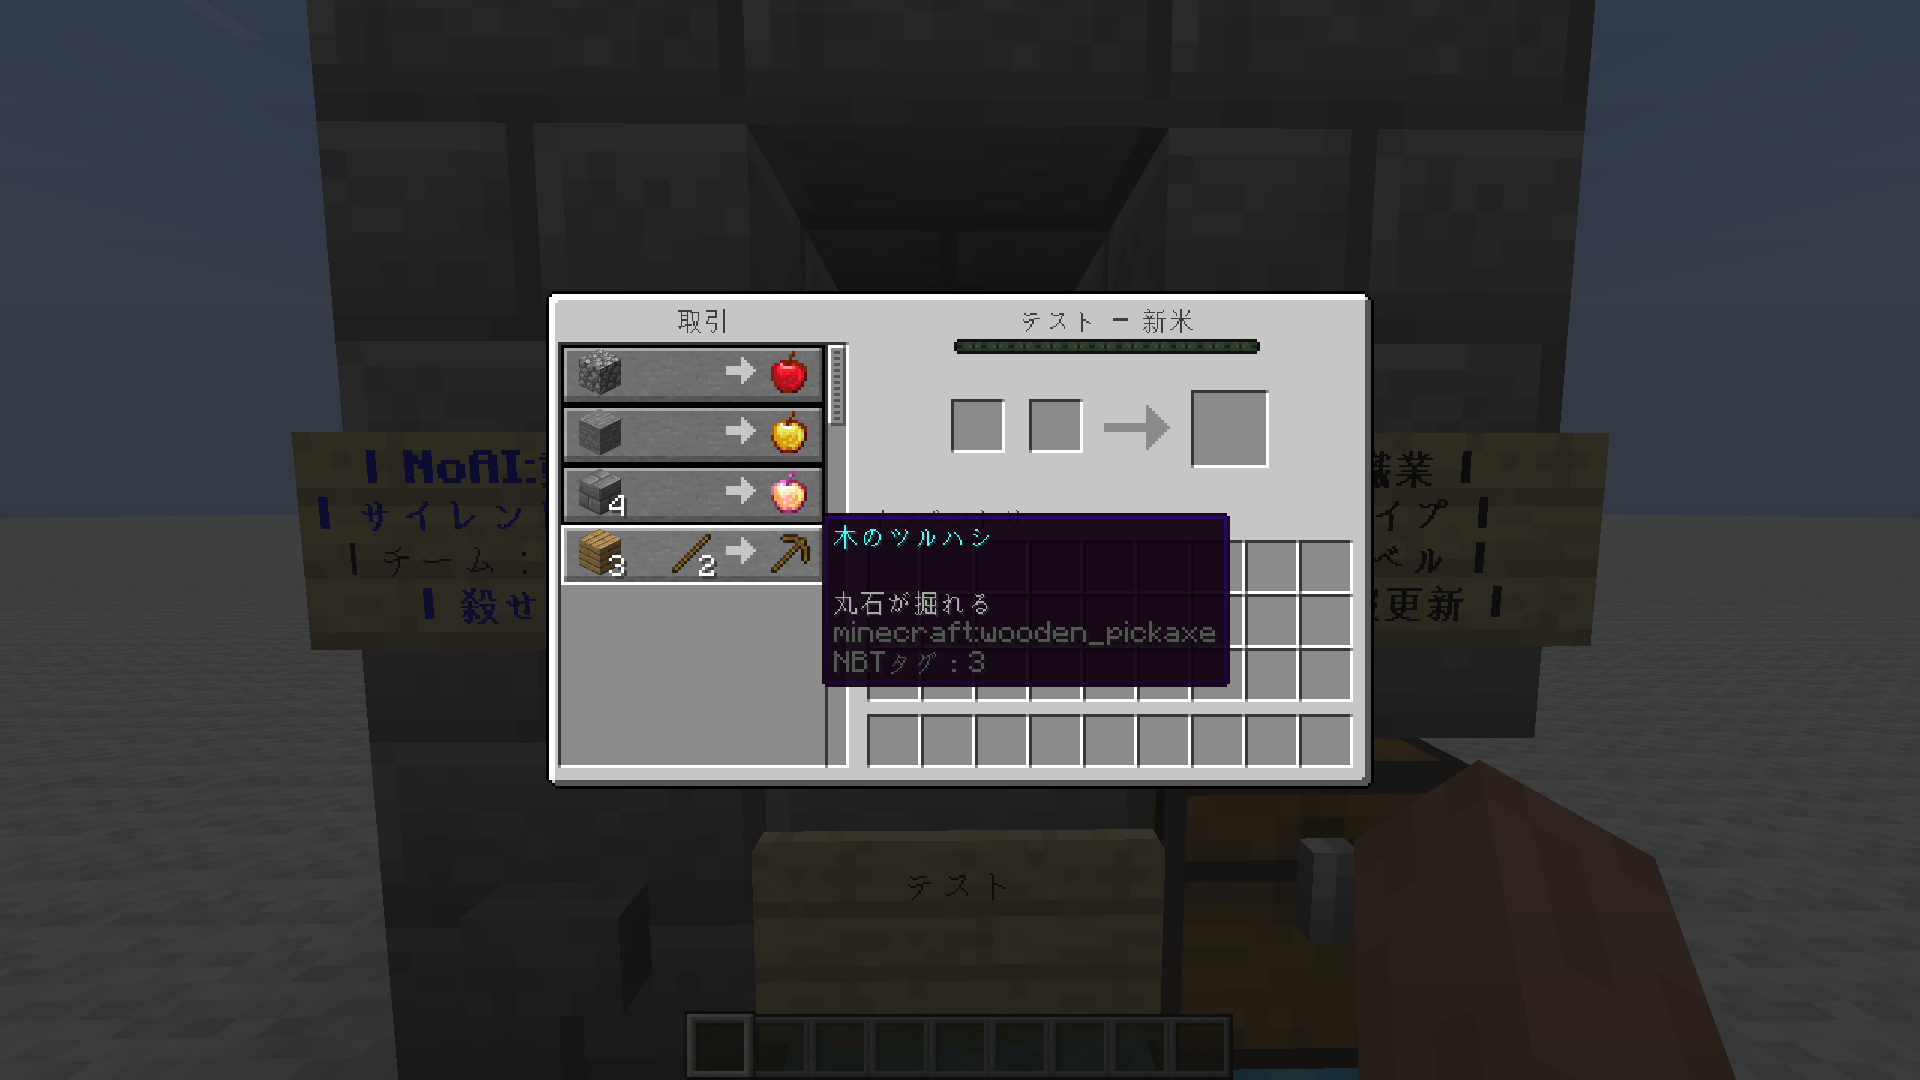 取引
テスト － 新米
4
3
2
木のツルハシ
丸石が掘れる
minecraft:wooden_pickaxe
NBTタグ：3
NoAI:
サイレン
チーム：
殺せ
職業
イプ
ベル
更新
テスト